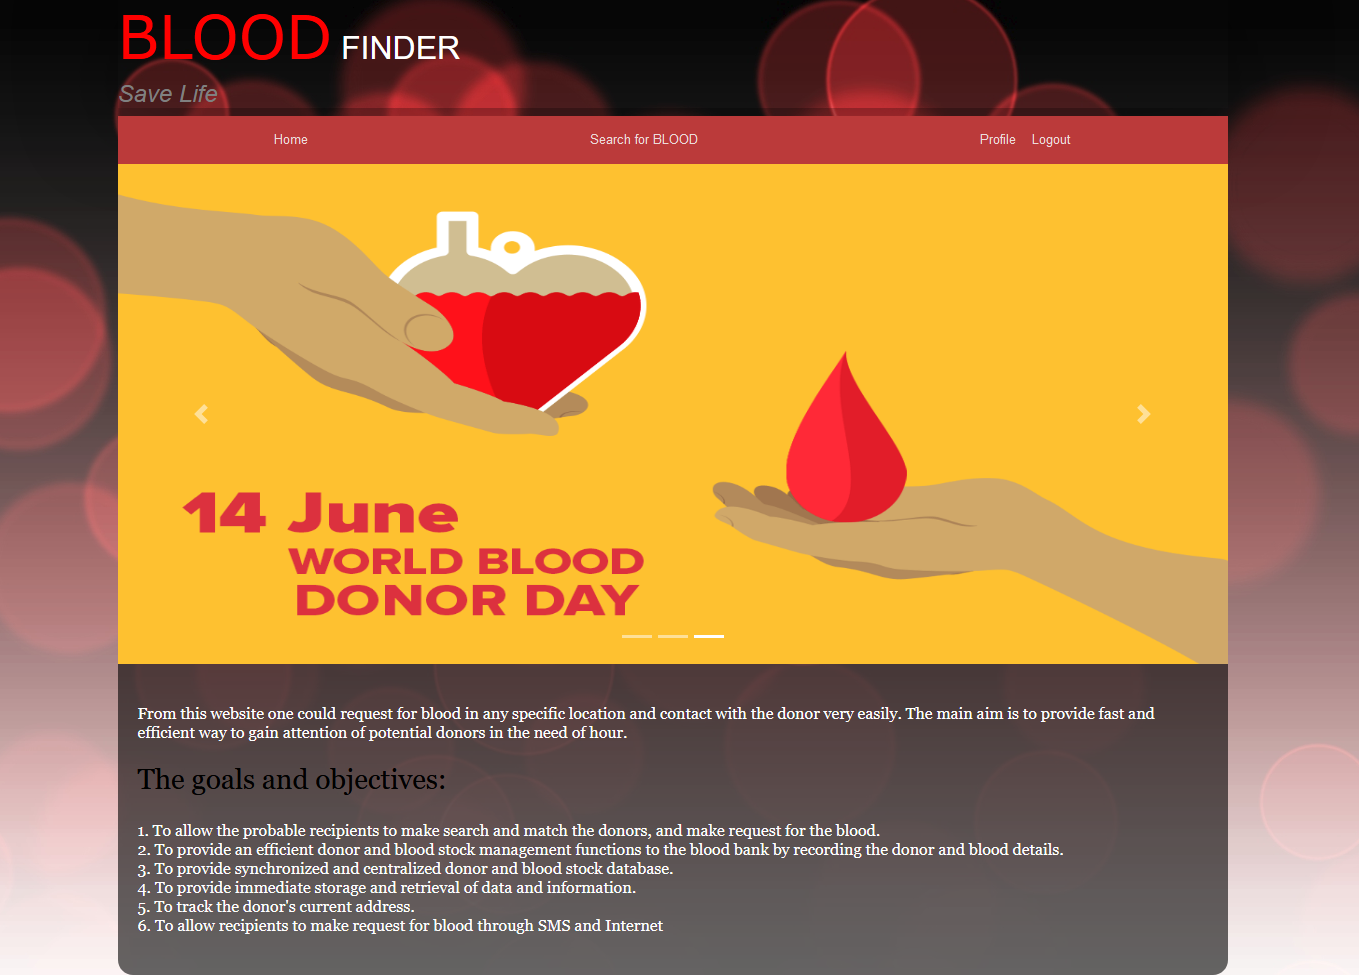 BLOOD FINDER
Save Life
Home Search for BLOOD Profile Logout
14 June
WORLD BLOOD
DONOR DAY
From this website one could request for blood in any specific location and contact with the donor very easily. The main aim is to provide fast and
efficient way to gain attention of potential donors in the need of hour.
The goals and objectives:
1. To allow the probable recipients to make search and match the donors, and make request for the blood.
2. To provide an efficient donor and blood stock management functions to the blood bank by recording the donor and blood details.
3. To provide synchronized and centralized donor and blood stock database.
4. To provide immediate storage and retrieval of data and information.
5. To track the donor's current address.
6. To allow recipients to make request for blood through SMS and Internet